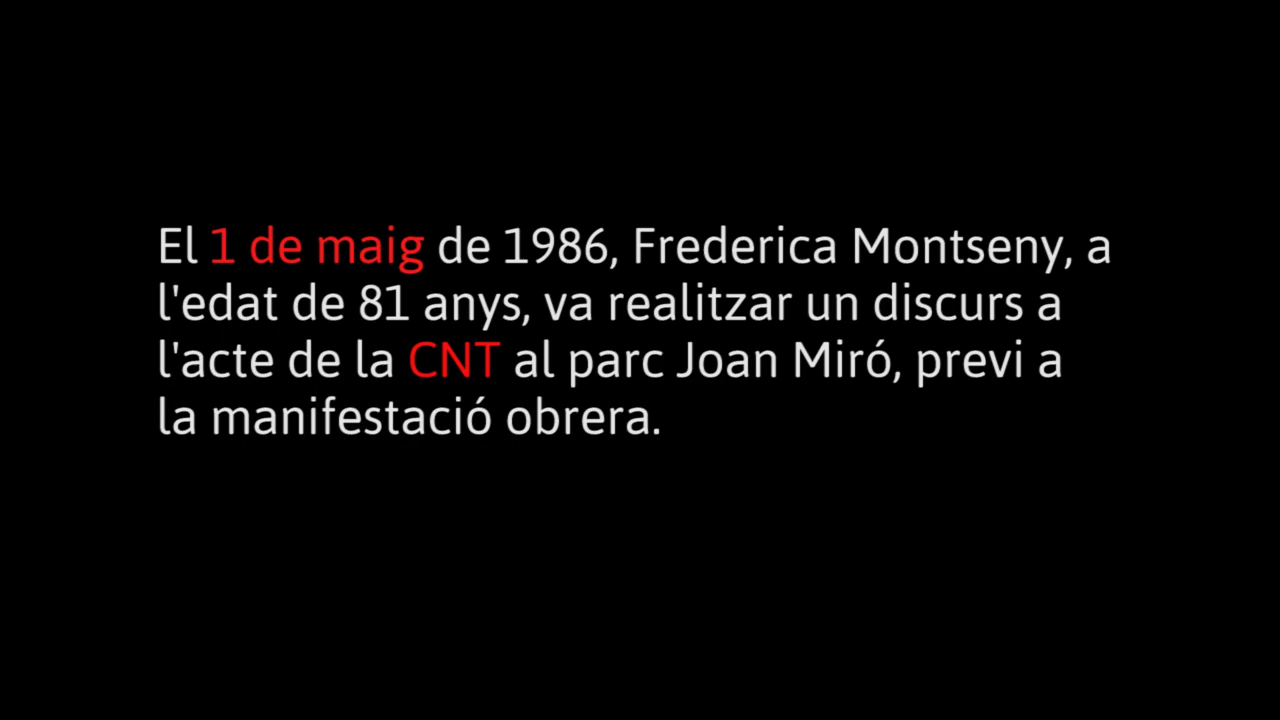 El 1 de maig de 1986, Frederica Montseny, a
l'edat de 81 anys, va realitzar un discurs a
l'acte de la CNT al parc Joan Miró, previ a
la manifestació obrera.